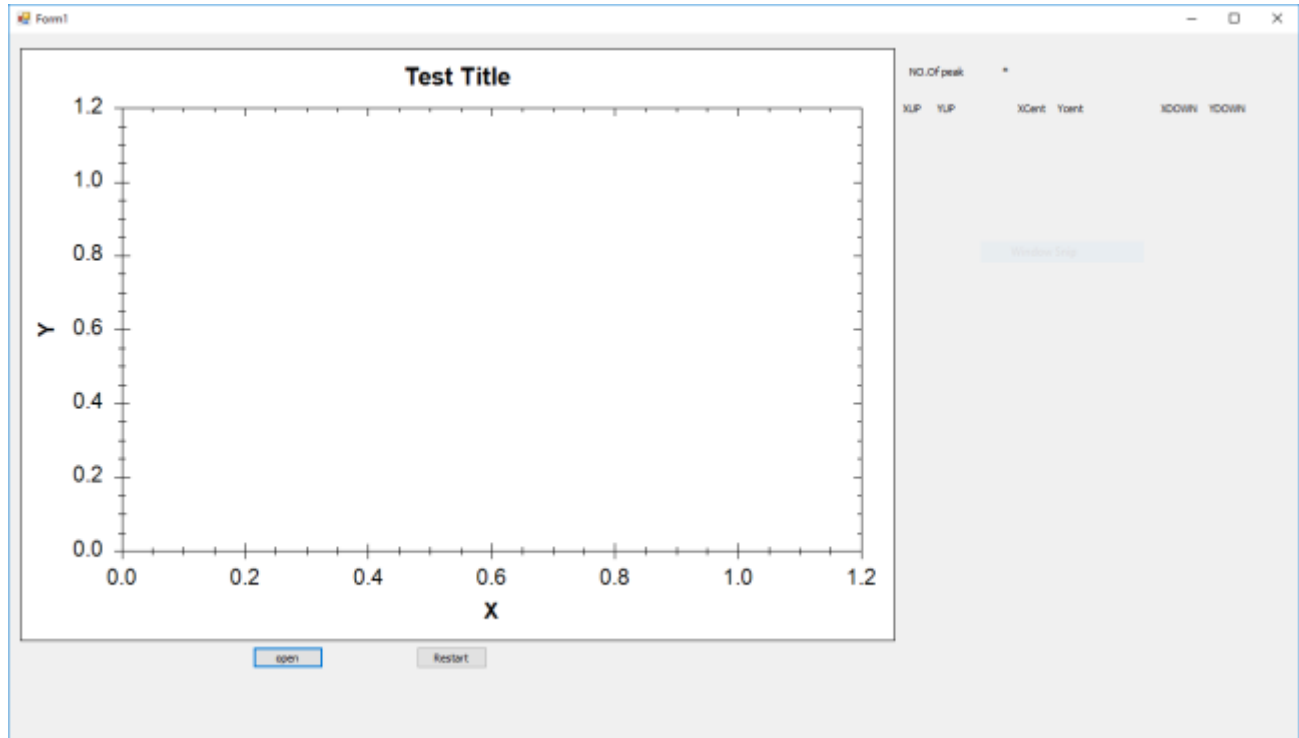 Form1
Test Title
NO.Of peak *
XUP YUP XCent Ycent XDOWN YDOWN
1.2
1.0
0.8
Window Snip
0.6
Y
0.4
0.2
0.0
0.0 0.2 0.4 0.6 0.8 1.0 1.2
X
open Restart